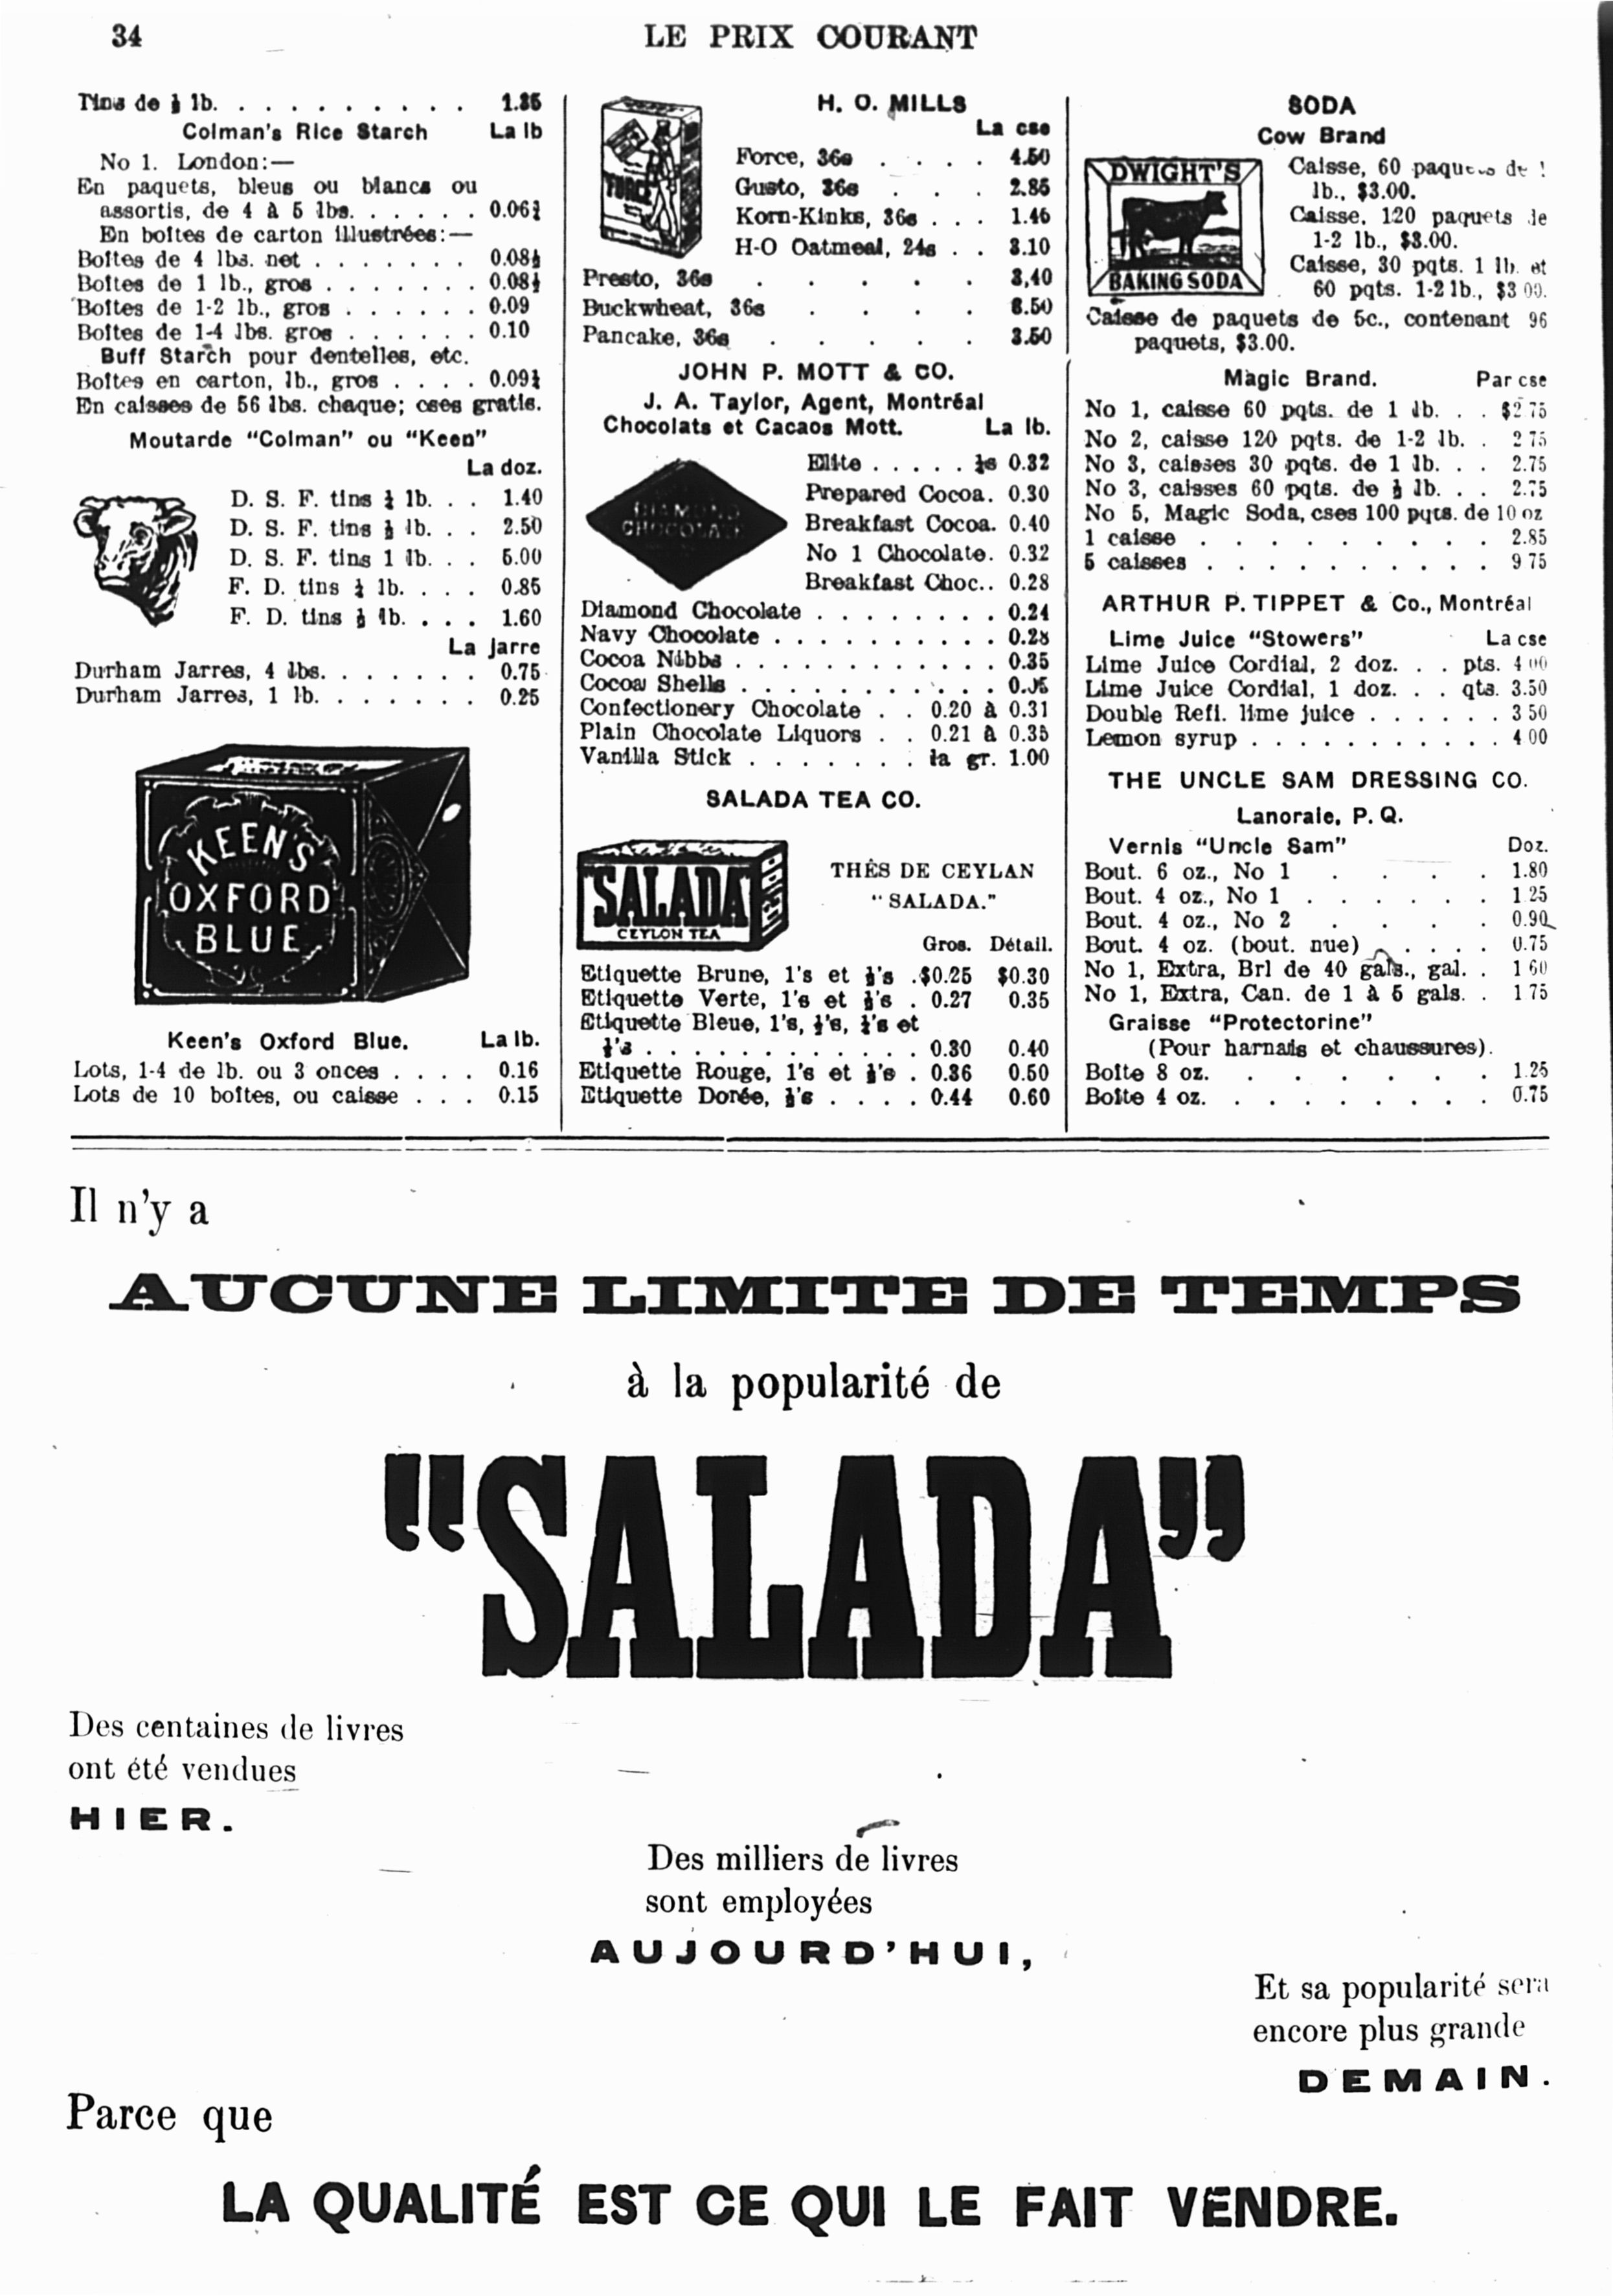 34
LE PRIX COURANT
Tins de ½ lb. . . . . . . . . . 1.25
Colman's Rice Starch La lb
No 1. London:—
En paquets, bleus ou blancs ou
assortis, de 4 à 5 lbs. . . . . . 0.06¾
En boîtes de carton illustrées:—
Boîtes de 4 lbs. net . . . . . . . 0.08½
Boîtes de 1 lb., gros . . . . . . . 0.08½
Boîtes de 1-2 lb., gros . . . . . . 0.09
Boîtes de 1-4 lbs. gros . . . . . . 0.10
Buff Starch pour dentelles, etc.
Boîtes en carton, lb., gros . . . . 0.09½
En caisses de 56 lbs. chaque; cses gratis.
Moutarde "Colman" ou "Keen"
La doz.
D. S. F. tins ¼ lb. . . 1.40
D. S. F. tins ½ lb. . . 2.50
D. S. F. tins 1 lb. . . 5.00
F. D. tins ¼ lb. . . . 0.85
F. D. tins ½ lb. . . . 1.60
La jarre
Durham Jarres, 4 lbs. . . . . . . 0.75
Durham Jarres, 1 lb. . . . . . . 0.25
KEEN'S
OXFORD
BLUE
Keen's Oxford Blue. La lb.
Lots, 1-4 de lb. ou 3 onces . . . . 0.16
Lots de 10 boîtes, ou caisse . . . 0.15
H. O. MILLS
La cse
FORCE
Force, 36s . . . . 4.50
Gusto, 36s . . . 2.85
Korn-Kinks, 36s . . . 1.45
H-O Oatmeal, 24s . . 3.10
Presto, 36s . . . . . 3,40
Buckwheat, 36s . . . . 3.50
Pancake, 36s . . . . . 3.50
JOHN P. MOTT & CO.
J. A. Taylor, Agent, Montréal
Chocolats et Cacaos Mott. La lb.
DIAMOND
CHOCOLATE
Elite . . . . . ½s 0.32
Prepared Cocoa. 0.30
Breakfast Cocoa. 0.40
No 1 Chocolate. 0.32
Breakfast Choc.. 0.28
Diamond Chocolate . . . . . . . . 0.24
Navy Chocolate . . . . . . . . . . 0.28
Cocoa Nibbs . . . . . . . . . . . . 0.35
Cocoa Shells . . . . . . . . . . .
Confectionery Chocolate . . 0.20 à 0.31
Plain Chocolate Liquors . . 0.21 à 0.35
Vanilla Stick . . . . . . . la gr. 1.00
SALADA TEA CO.
"SALADA"
CEYLON TEA
THÉS DE CEYLAN
"SALADA."
Gros. Détail.
Etiquette Brune, 1's et ½'s .$0.25 $0.30
Etiquette Verte, 1's et ½'s . 0.27 0.35
Etiquette Bleue, 1's, ½'s, ¼'s et
⅛'s . . . . . . . . . . . . 0.30 0.40
Etiquette Rouge, 1's et ½'s . 0.36 0.50
Etiquette Dorée, ½'s . . . . 0.44 0.60
SODA
Cow Brand
DWIGHT'S
BAKING SODA
Caisse, 60 paquets de 1
lb., $3.00.
Caisse, 120 paquets de
1-2 lb., $3.00.
Caisse, 30 pqts. 1 lb. et
60 pqts. 1-2 lb., $3 00.
Caisse de paquets de 5c., contenant 96
paquets, $3.00.
Magic Brand. Par cse
No 1, caisse 60 pqts. de 1 lb. . . $2 75
No 2, caisse 120 pqts. de 1-2 lb. . 2 75
No 3, caisses 30 pqts. de 1 lb. . . 2.75
No 3, caisses 60 pqts. de ½ lb. . . 2.75
No 5, Magic Soda, cses 100 pqts. de 10 oz
1 caisse . . . . . . . . . . 2.85
5 caisses . . . . . . . . . . . 9 75
ARTHUR P. TIPPET & Co., Montréal
Lime Juice "Stowers" La cse
Lime Juice Cordial, 2 doz. . . pts. 4 00
Lime Juice Cordial, 1 doz. . . qts. 3.50
Double Refi. lime juice . . . . . . 3 50
Lemon syrup . . . . . . . . . . . 4 00
THE UNCLE SAM DRESSING CO.
Lanoraie, P. Q.
Vernis "Uncle Sam" Doz.
Bout. 6 oz., No 1 . . . . 1.80
Bout. 4 oz., No 1 . . . . . . 1 25
Bout. 4 oz., No 2 . . . . 0.90
Bout. 4 oz. (bout. nue) . . . . . 0.75
No 1, Extra, Brl de 40 gals., gal. . 1 60
No 1, Extra, Can. de 1 à 5 gals. . 1 75
Graisse "Protectorine"
(Pour harnais et chaussures).
Boîte 8 oz. . . . . . . . 1.25
Boîte 4 oz. . . . . . . . . . 0.75
Il n'y a
AUCUNE LIMITE DE TEMPS
à la popularité de
"SALADA"
Des centaines de livres
ont été vendues
HIER.
Des milliers de livres
sont employées
AUJOURD'HUI,
Et sa popularité sera
encore plus grande
DEMAIN.
Parce que
LA QUALITÉ EST CE QUI LE FAIT VENDRE.